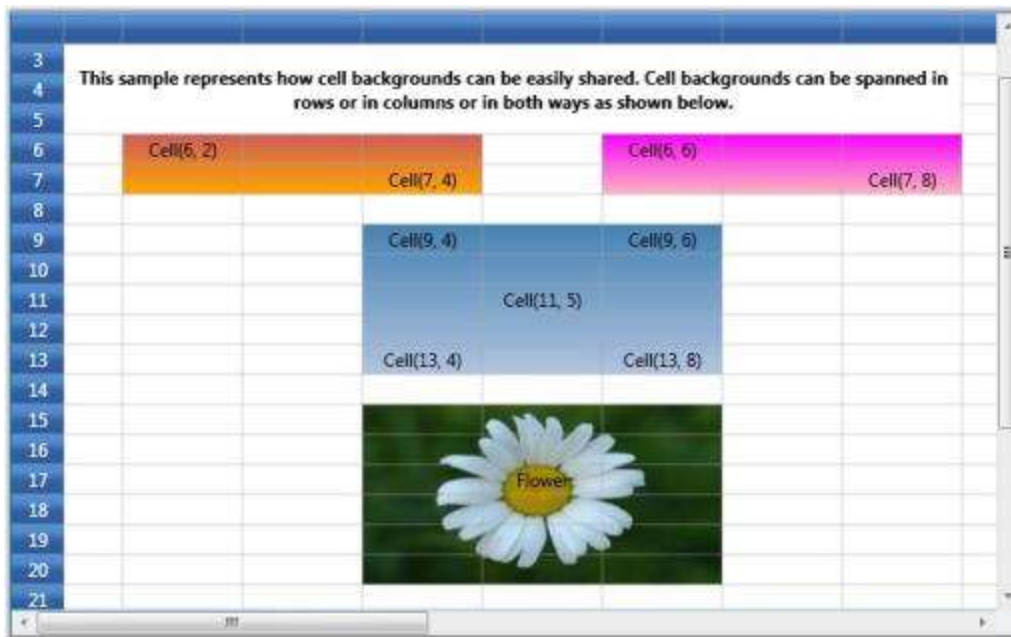 3
This sample represents how cell backgrounds can be easily shared. Cell backgrounds can be spanned in
4
rows or in columns or in both ways as shown below.
5
6 Cell(6, 2) Cell(6, 6)
7 Cell(7, 4) Cell(7, 8)
8
9 Cell(9, 4) Cell(9, 6)
10
11 Cell(11, 5)
12
13 Cell(13, 4) Cell(13, 8)
14
15
16
17 Flower
18
19
20
21